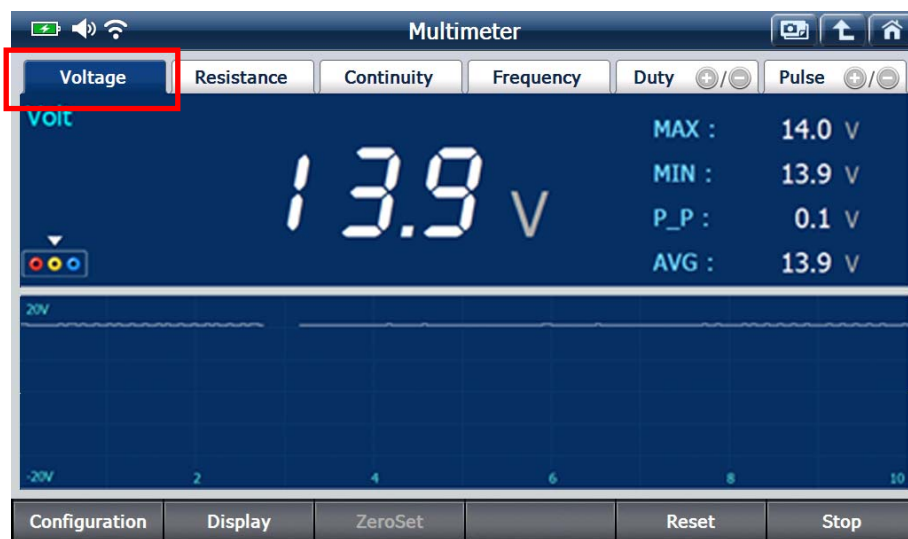 Multimeter
Voltage Resistance Continuity Frequency Duty +/- Pulse +/-
Volt
13.9 V
MAX : 14.0 V
MIN : 13.9 V
P_P : 0.1 V
AVG : 13.9 V
20V
-20V 2 4 6 8 10
Configuration Display ZeroSet Reset Stop